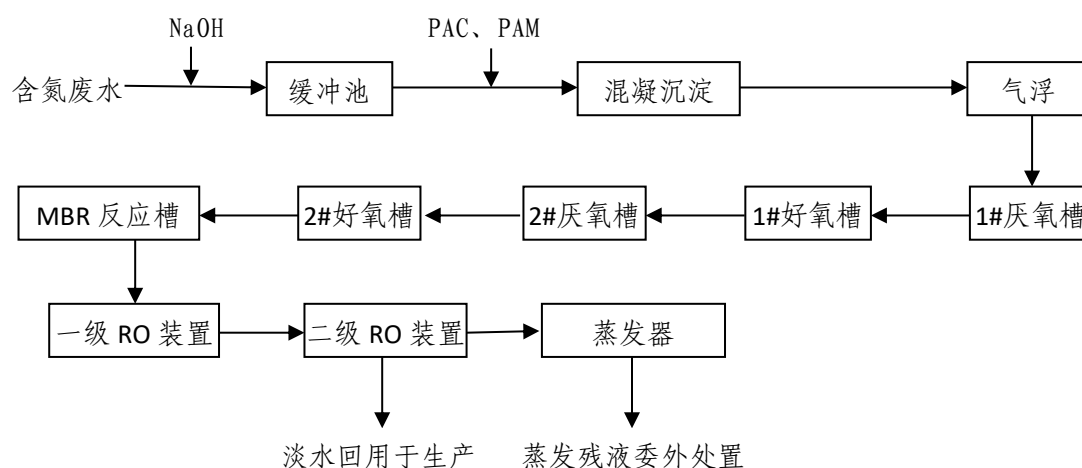 NaOH
PAC、PAM
含氮废水
缓冲池
混凝沉淀
气浮
MBR 反应槽
2#好氧槽
2#厌氧槽
1#好氧槽
1#厌氧槽
一级 RO 装置
二级 RO 装置
蒸发器
淡水回用于生产
蒸发残液委外处置